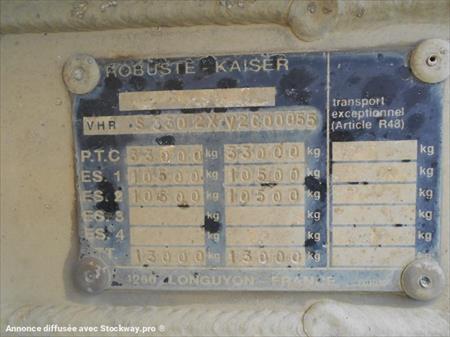 ROBUSTE - KAISER
VHR S 3302X V2C00055
transport
exceptionnel
(Article R48)
P.T.C 33000 kg 33000 kg kg
ES. 1 10500 kg 10500 kg kg
ES. 2 10500 kg 10500 kg kg
ES. 3 kg kg kg
ES. 4 kg kg kg
13000 kg 13000 kg kg
LONGUYON - FRANCE
Annonce diffusée avec Stockway.pro ®